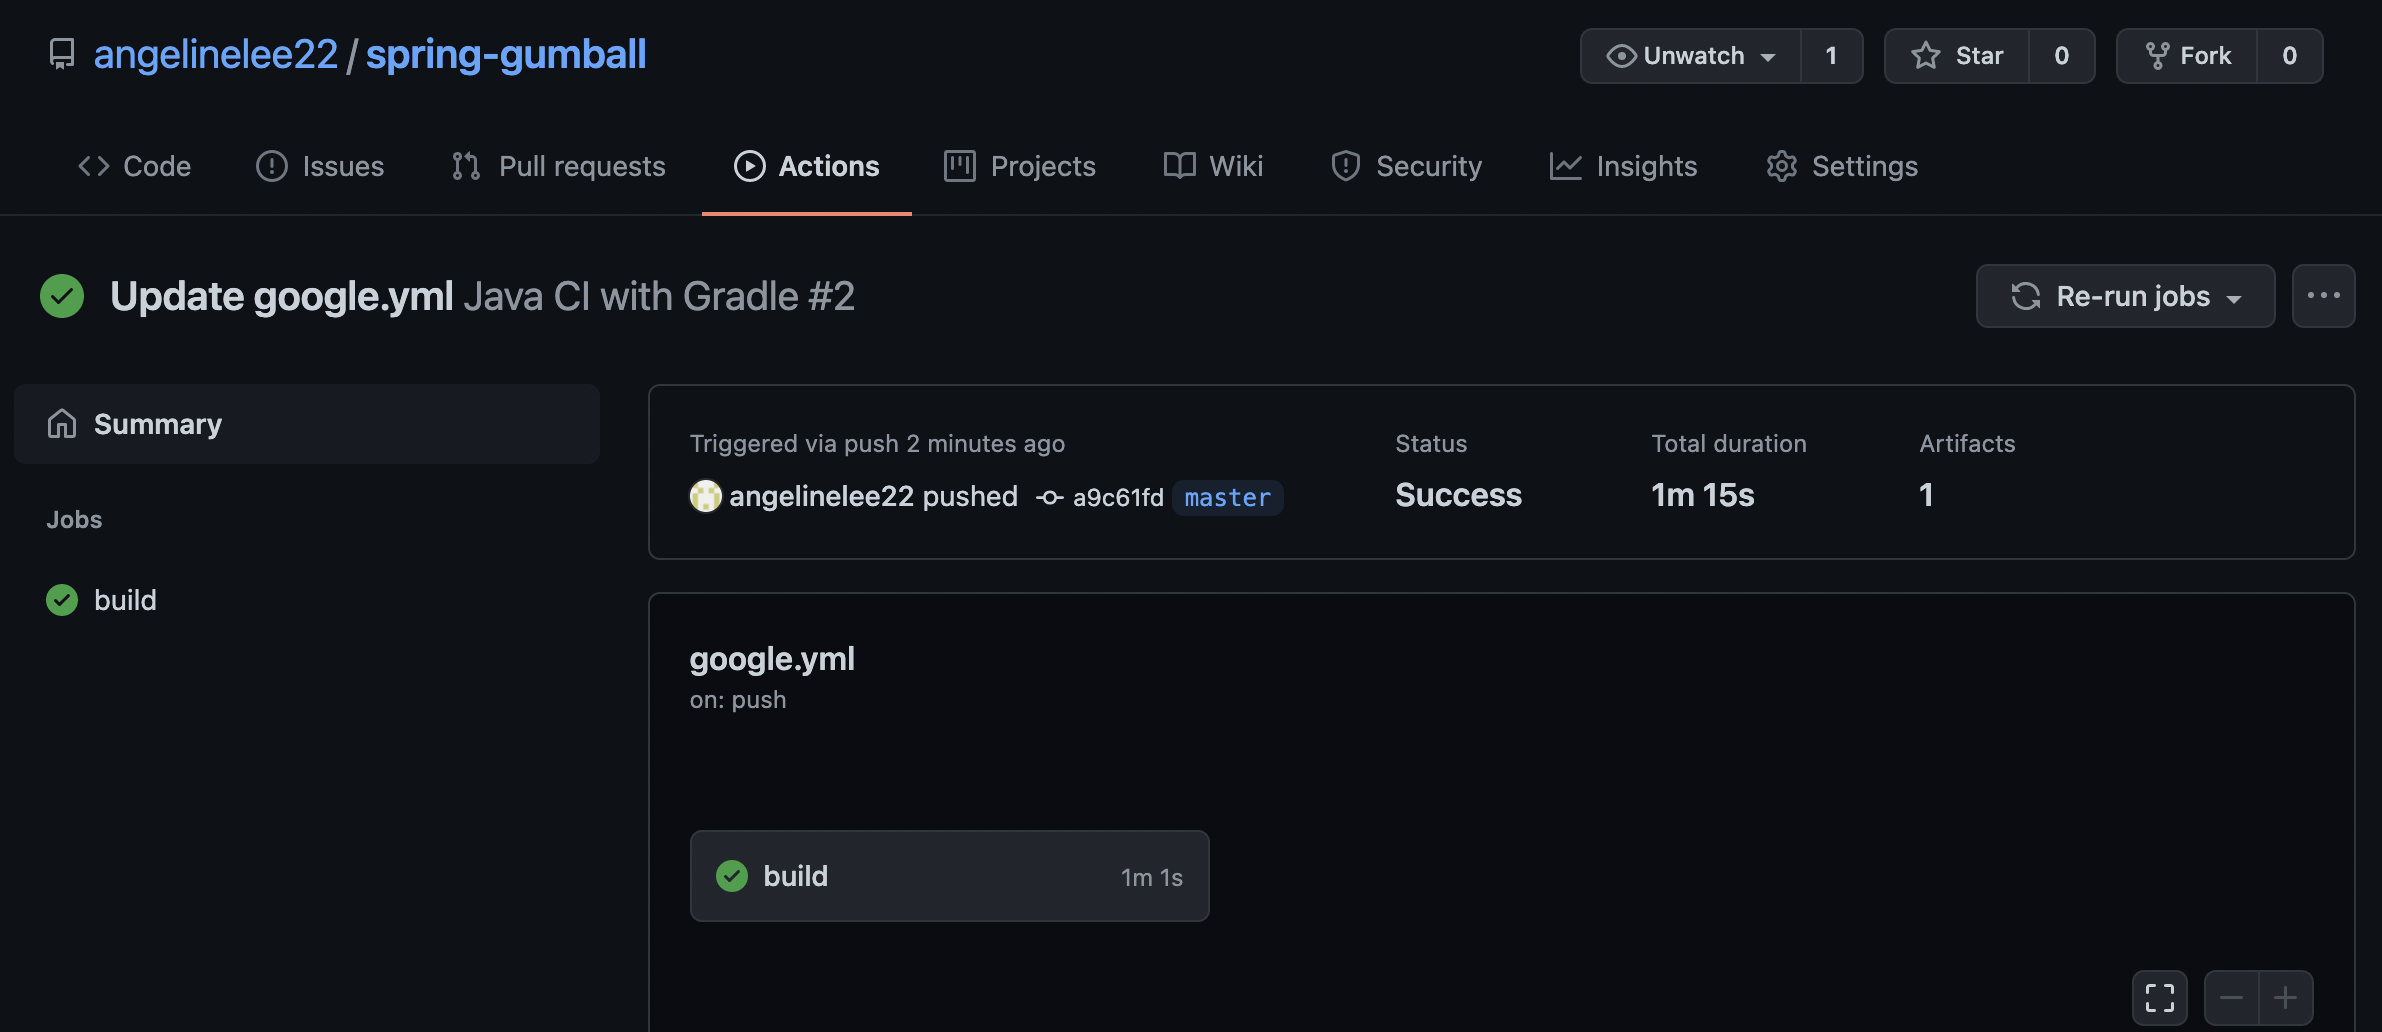 angelinelee22 / spring-gumball
Unwatch 1 Star 0 Fork 0
Code Issues Pull requests Actions Projects Wiki Security Insights Settings
Update google.yml Java CI with Gradle #2
Re-run jobs
Summary
Jobs
build
Triggered via push 2 minutes ago
angelinelee22 pushed a9c61fd master
Status
Success
Total duration
1m 15s
Artifacts
1
google.yml
on: push
build 1m 1s